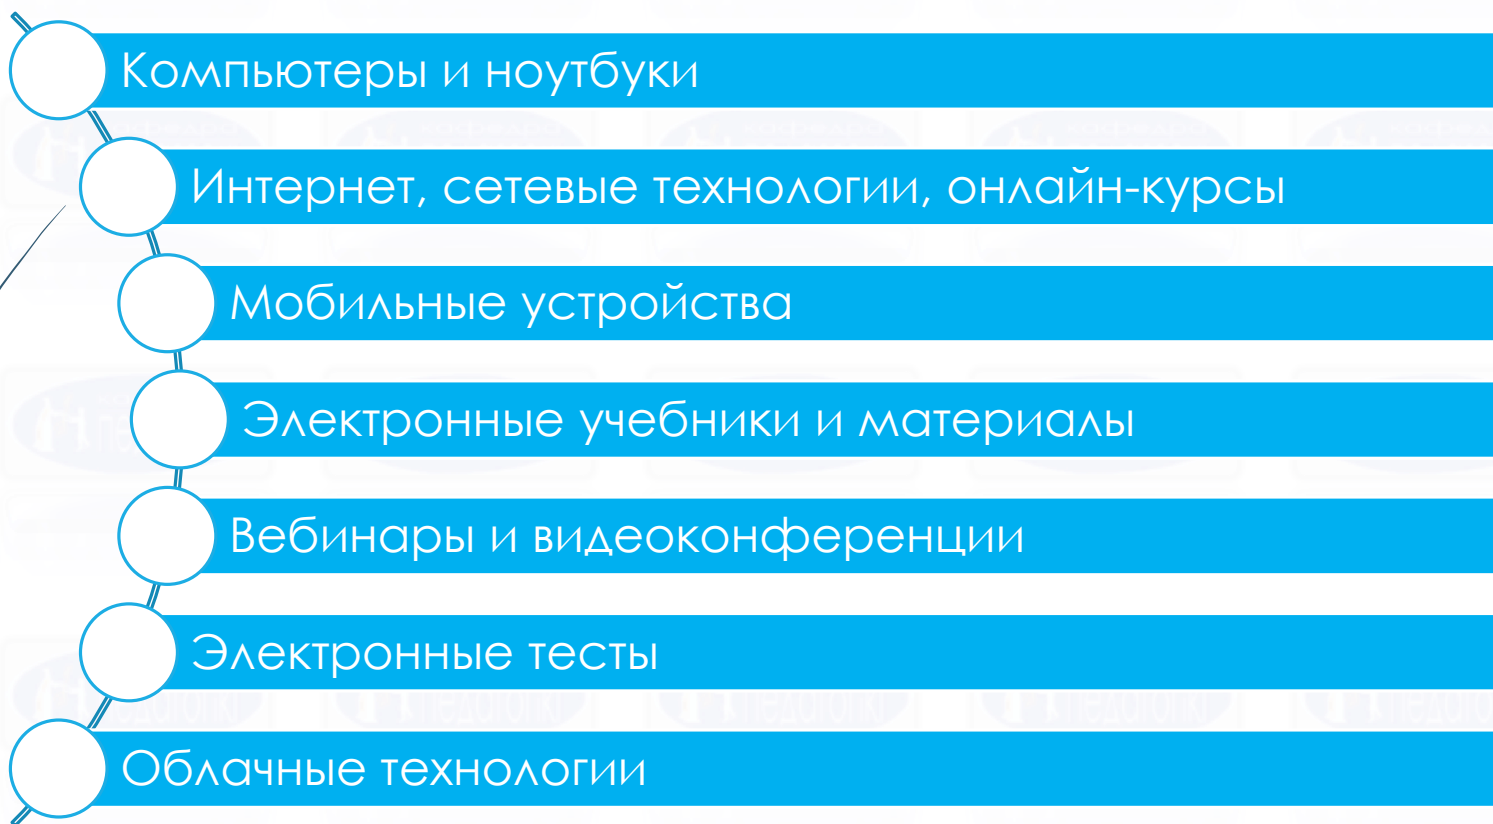 Компьютеры и ноутбуки
Интернет, сетевые технологии, онлайн-курсы
Мобильные устройства
Электронные учебники и материалы
Вебинары и видеоконференции
Электронные тесты
Облачные технологии